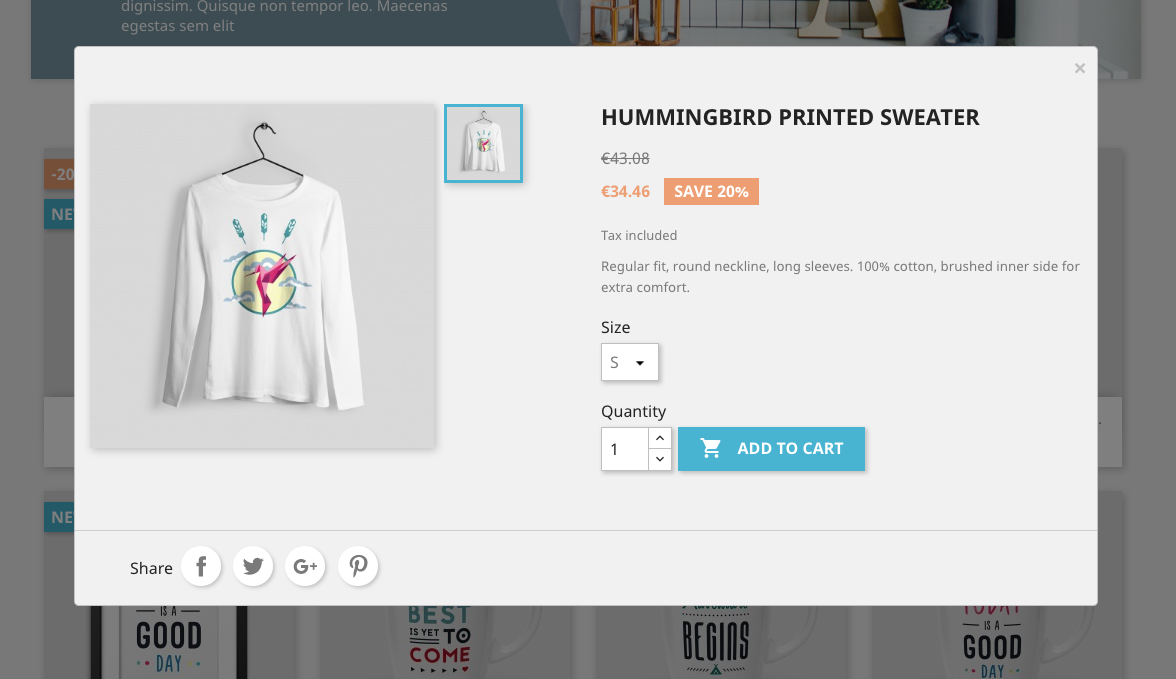 dignissim. Quisque non tempor leo. Maecenas
egestas sem elit
×
HUMMINGBIRD PRINTED SWEATER
€43.08
€34.46 SAVE 20%
Tax included
Regular fit, round neckline, long sleeves. 100% cotton, brushed inner side for
extra comfort.
Size
S
Quantity
1
ADD TO CART
Share
G+
-20
NE
NE
IS A
GOOD
DAY
BEST
IS YET TO
COME
BEGINS
TODAY
IS A
GOOD
DAY